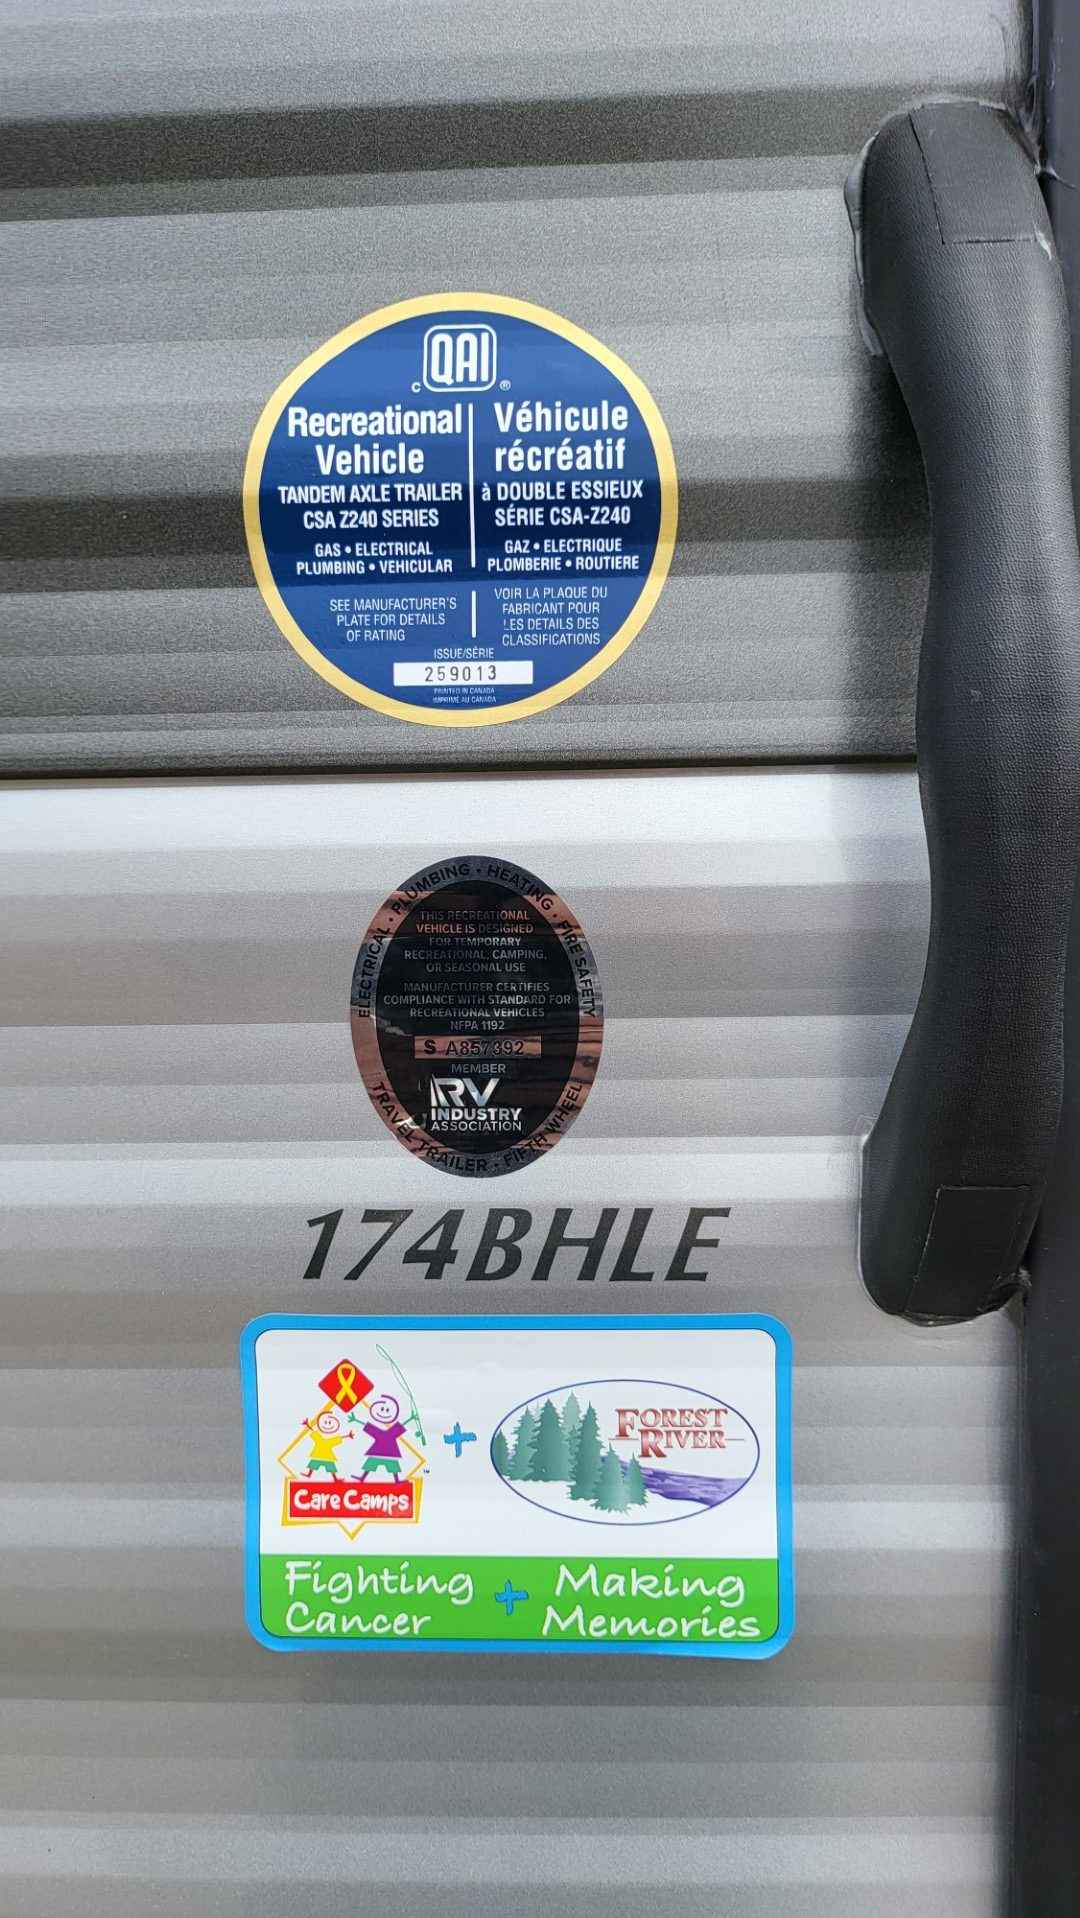 QAI
C ®
Recreational
Vehicle
TANDEM AXLE TRAILER
CSA Z240 SERIES
GAS • ELECTRICAL
PLUMBING • VEHICULAR
SEE MANUFACTURER'S
PLATE FOR DETAILS
OF RATING
Véhicule
récréatif
à DOUBLE ESSIEUX
SÉRIE CSA-Z240
GAZ • ELECTRIQUE
PLOMBERIE • ROUTIERE
VOIR LA PLAQUE DU
FABRICANT POUR
LES DETAILS DES
CLASSIFICATIONS
ISSUE/SÉRIE
259013
PRINTED IN CANADA
IMPRIMÉ AU CANADA
ELECTRICAL • PLUMBING • HEATING • FIRE SAFETY
THIS RECREATIONAL
VEHICLE IS DESIGNED
FOR TEMPORARY
RECREATIONAL, CAMPING,
OR SEASONAL USE
MANUFACTURER CERTIFIES
COMPLIANCE WITH STANDARD FOR
RECREATIONAL VEHICLES
NFPA 1192
S A857392
MEMBER
RV
INDUSTRY
ASSOCIATION
TRAVEL TRAILER • FIFTH WHEEL
174BHLE
Care Camps
™
+
FOREST
RIVER
Fighting
Cancer
+
Making
Memories